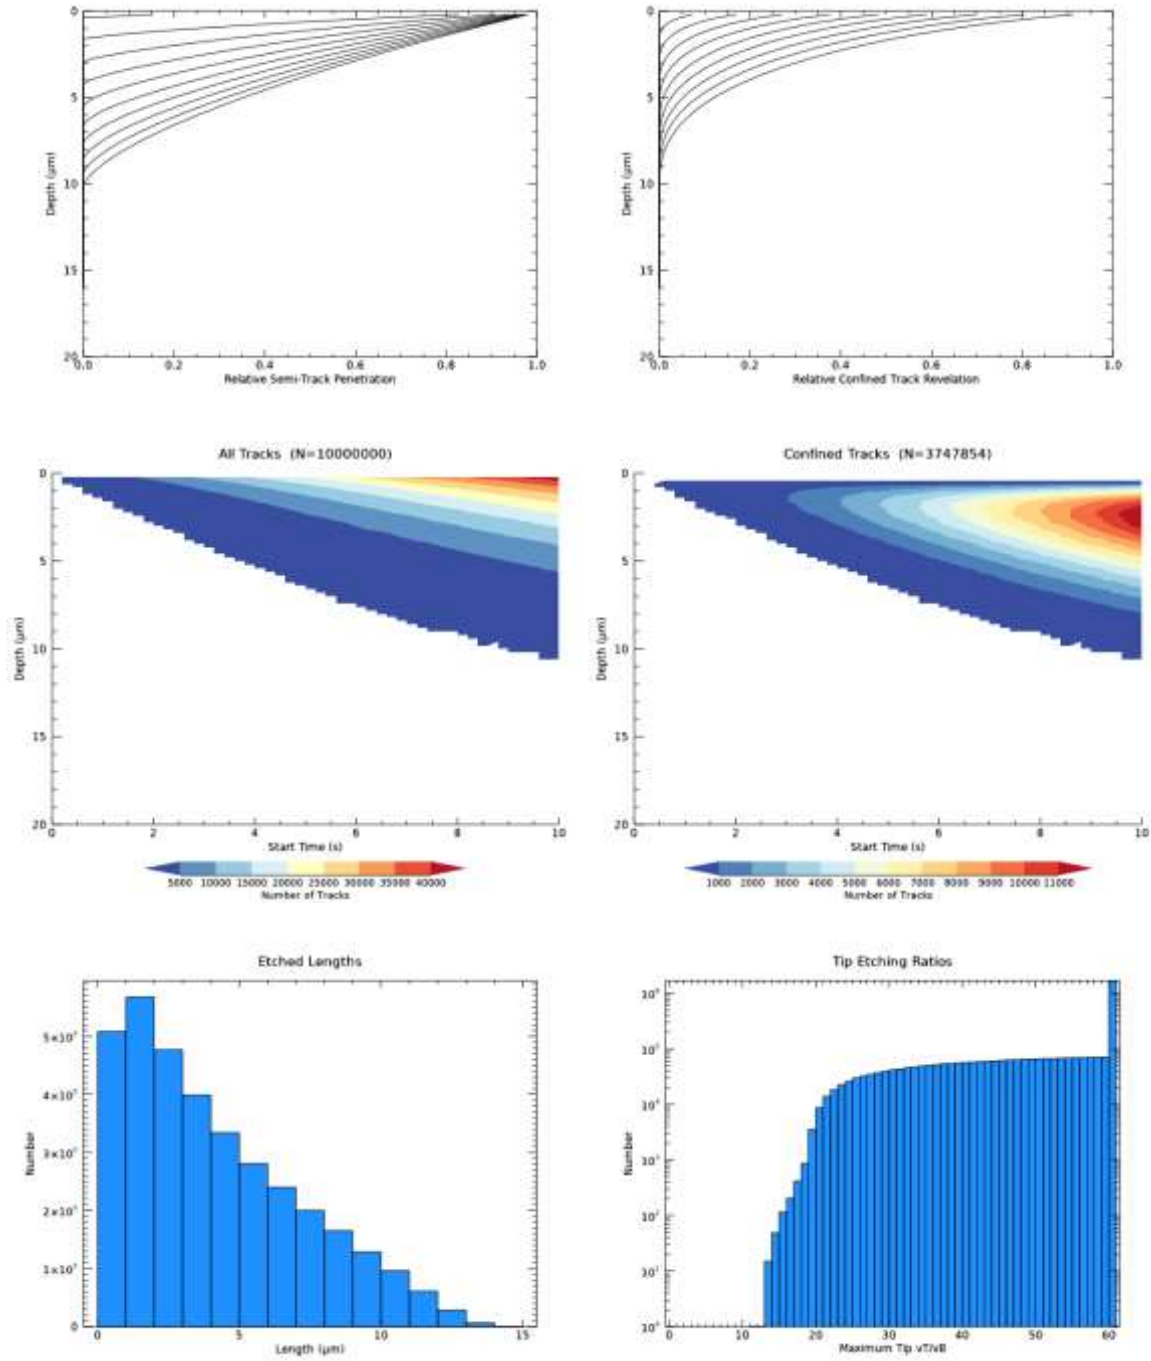 0
5
10
15
20
Depth (μm)
0.0 0.2 0.4 0.6 0.8 1.0
Relative Semi-Track Penetration
0
5
10
15
20
Depth (μm)
0.0 0.2 0.4 0.6 0.8 1.0
Relative Confined Track Revelation
All Tracks (N=10000000)
0
5
10
15
20
Depth (μm)
0 2 4 6 8 10
Start Time (s)
5000 10000 15000 20000 25000 30000 35000 40000
Number of Tracks
Confined Tracks (N=3747854)
0
5
10
15
20
Depth (μm)
0 2 4 6 8 10
Start Time (s)
1000 2000 3000 4000 5000 6000 7000 8000 9000 10000 11000
Number of Tracks
Etched Lengths
Number
0
0 5 10 15
Length (μm)
Tip Etching Ratios
Number
0 10 20 30 40 50 60
Maximum Tip vT/vB